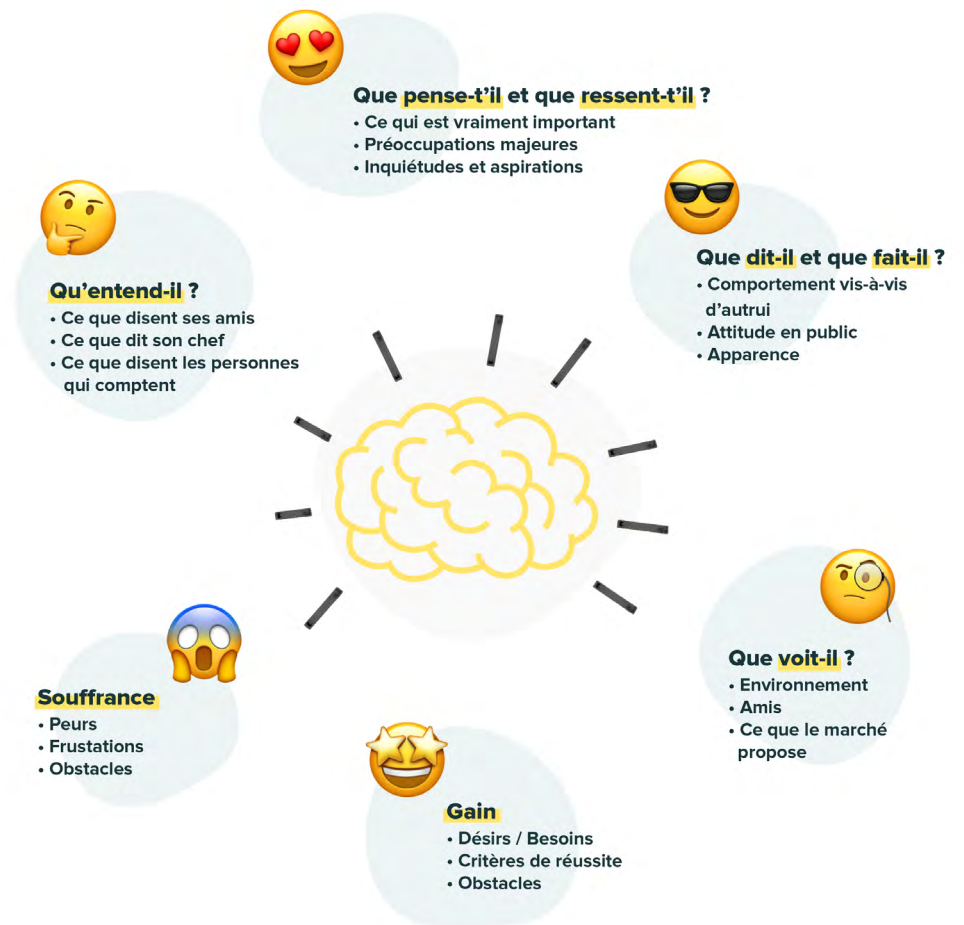 Que pense-t’il et que ressent-t’il ?
• Ce qui est vraiment important
• Préoccupations majeures
• Inquiétudes et aspirations
Que dit-il et que fait-il ?
• Comportement vis-à-vis
d’autrui
• Attitude en public
• Apparence
Qu’entend-il ?
• Ce que disent ses amis
• Ce que dit son chef
• Ce que disent les personnes
qui comptent
Que voit-il ?
• Environnement
• Amis
• Ce que le marché
propose
Souffrance
• Peurs
• Frustations
• Obstacles
Gain
• Désirs / Besoins
• Critères de réussite
• Obstacles